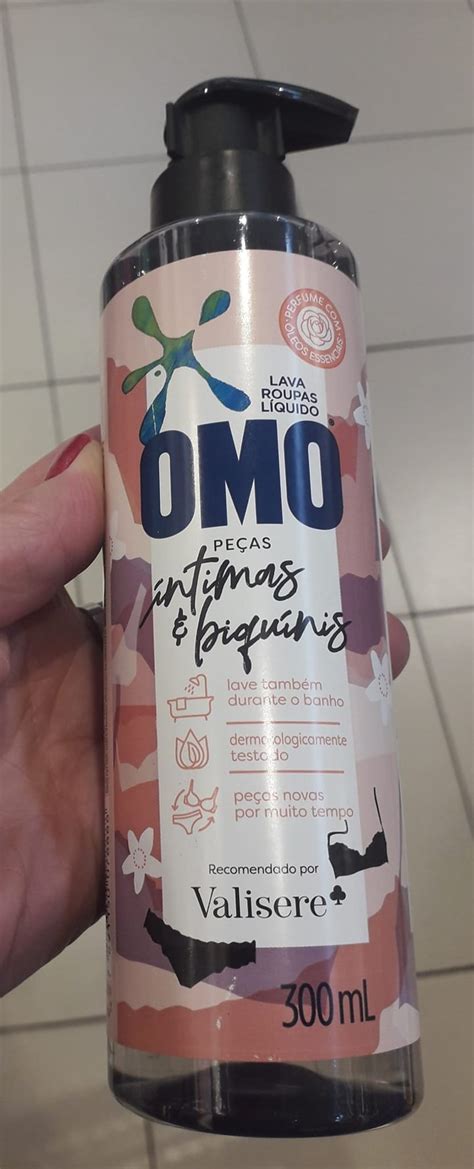 PERFUME COM
ÓLEOS ESSENCIAIS
LAVA
ROUPAS
LÍQUIDO
OMO
PEÇAS
íntimas
& biquínis
lave também
durante o banho
dermatologicamente
testado
peças novas
por muito tempo
Recomendado por
Valisere
300mL